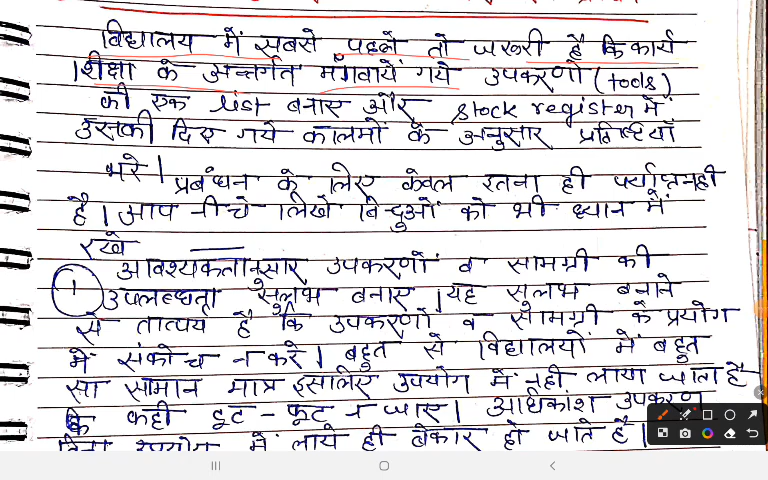 विद्यालय में सबसे पहले तो जरूरी है कि कार्य
शिक्षा के अन्तर्गत मँगवायें गये उपकरणों (tools)
की एक list बनाए और stock register में
उसकी दिए गये कालमों के अनुसार प्रविष्टियाँ
भरे।
प्रबंधन के लिए केवल इतना ही पर्याप्त नही
है। आप नीचे लिखे बिन्दुओं को भी ध्यान में
रखे
आवश्यकतानुसार उपकरणों व सामग्री की
1 उपलब्धता सुलभ बनाए। यह सुलभ बनाने
से तात्पर्य है कि उपकरणों व सामग्री के प्रयोग
में संकोच न करे। बहुत से विद्यालयों में बहुत
सा सामान मात्र इसलिए उपयोग में नही लाया जाता है
कि कही टूट-फूट न जाए। अधिकांश उपकरण
बिना उपयोग में लाये ही बेकार हो जाते है।